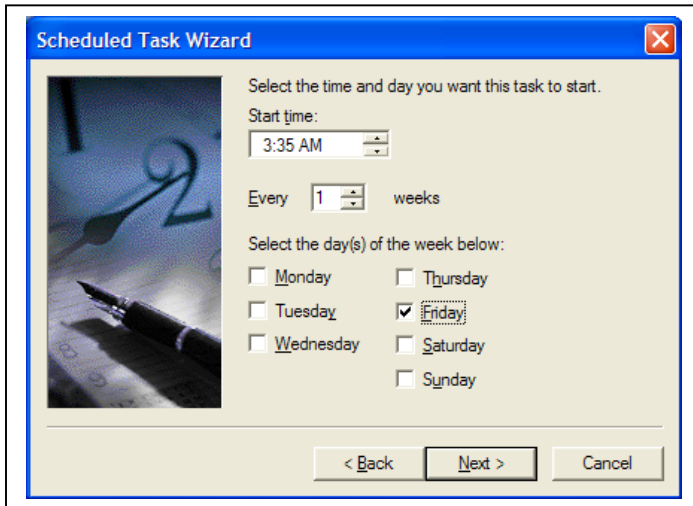 Scheduled Task Wizard
Select the time and day you want this task to start.
Start time:
3:35 AM
Every 1 weeks
Select the day(s) of the week below:
Monday Thursday
Tuesday Friday
Wednesday Saturday
Sunday
< Back Next > Cancel